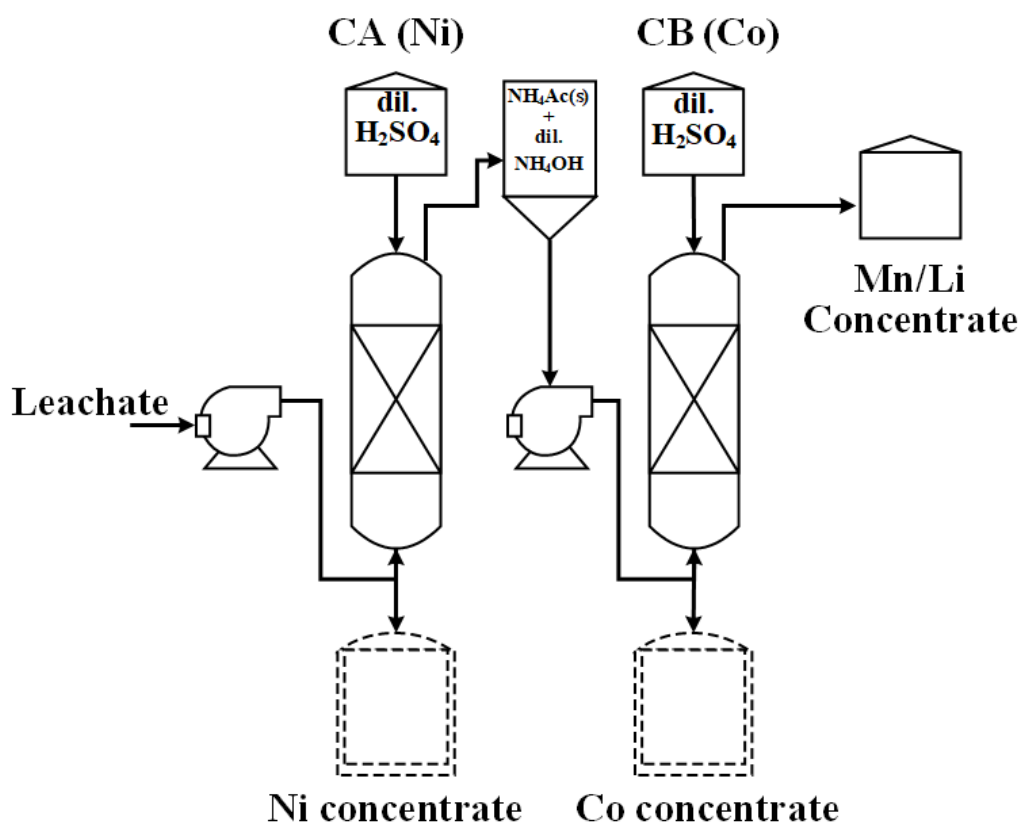 CA (Ni)
CB (Co)
dil.
H₂SO₄
NH₄Ac(s)
+
dil.
NH₄OH
dil.
H₂SO₄
Mn/Li
Concentrate
Leachate
Ni concentrate
Co concentrate